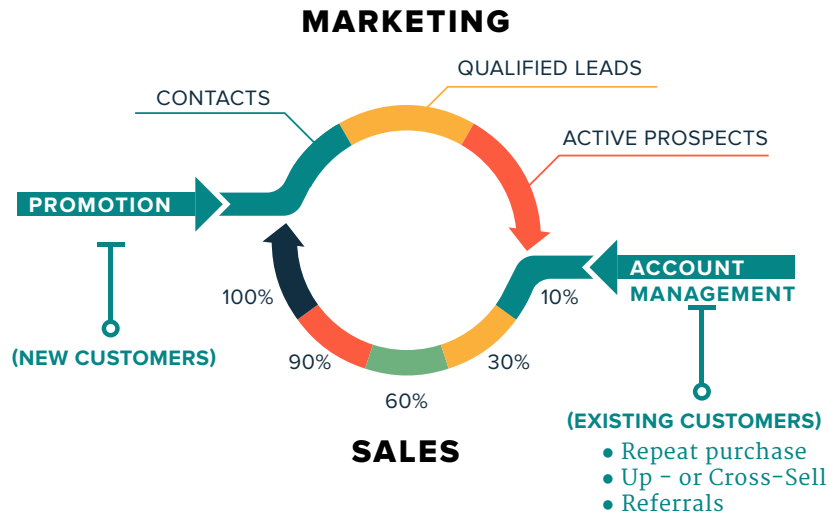 MARKETING
QUALIFIED LEADS
CONTACTS
ACTIVE PROSPECTS
PROMOTION
ACCOUNT
MANAGEMENT
100%
10%
(NEW CUSTOMERS)
90%
30%
60%
SALES
(EXISTING CUSTOMERS)
• Repeat purchase
• Up - or Cross-Sell
• Referrals